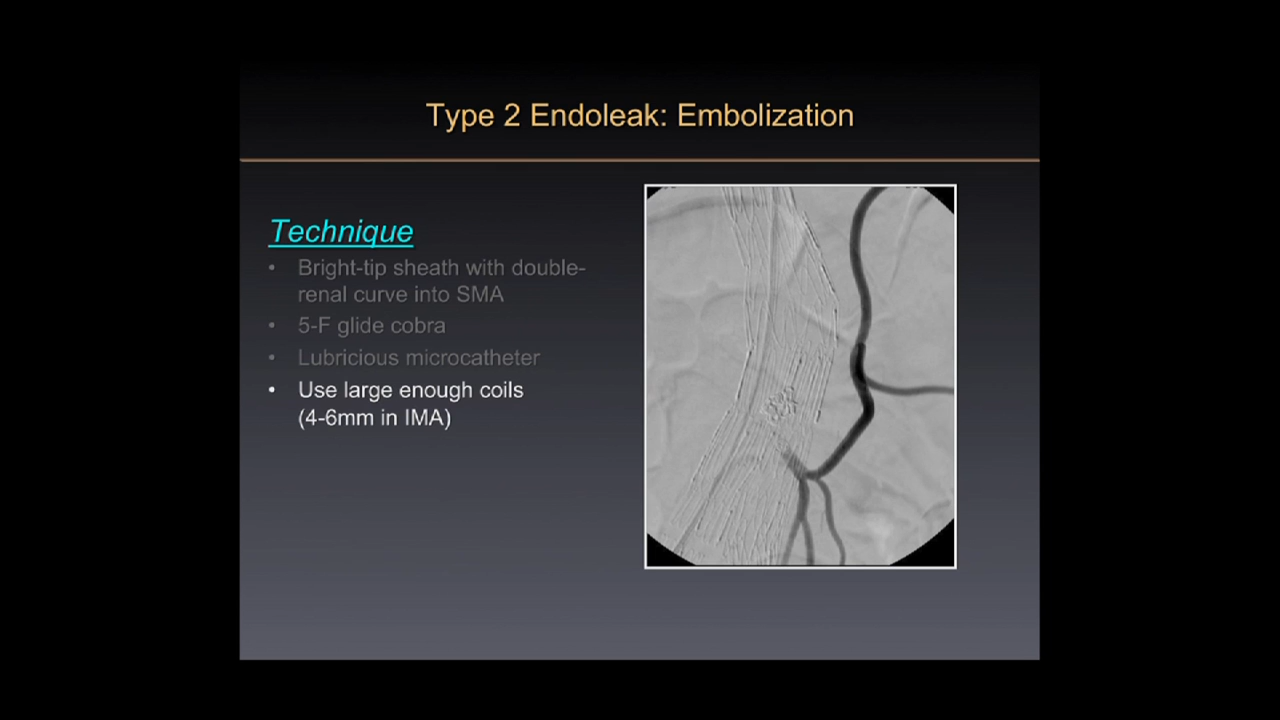 Type 2 Endoleak: Embolization
Technique
• Bright-tip sheath with double-
renal curve into SMA
• 5-F glide cobra
• Lubricious microcatheter
• Use large enough coils
(4-6mm in IMA)